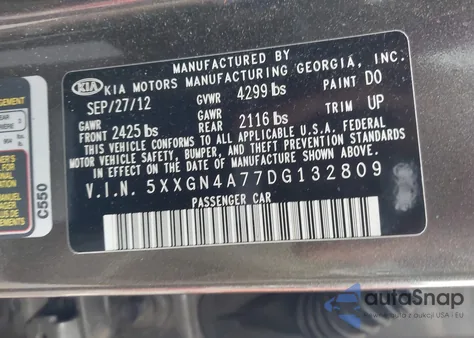 MANUFACTURED BY
KIA KIA MOTORS MANUFACTURING GEORGIA, INC.
SEP/27/12 GVWR 4299 lbs PAINT DO
GAWR FRONT 2425 lbs GAWR REAR 2116 lbs TRIM UP
THIS VEHICLE CONFORMS TO ALL APPLICABLE U.S.A. FEDERAL
MOTOR VEHICLE SAFETY, BUMPER, AND THEFT PREVENTION STANDARDS
IN EFFECT ON THE DATE OF MANUFACTURE SHOWN ABOVE.
V.I.N. 5XXGN4A77DG132809
PASSENGER CAR
C550
autoSnap